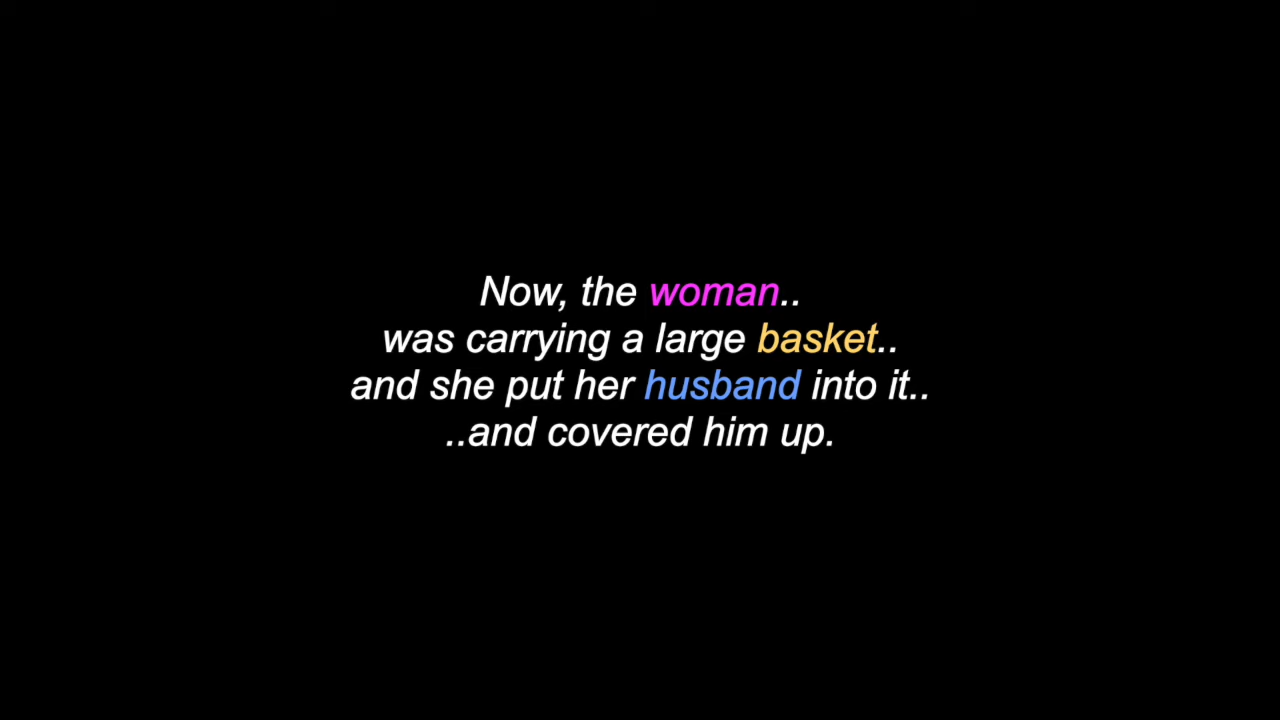 Now, the woman..
was carrying a large basket..
and she put her husband into it..
..and covered him up.